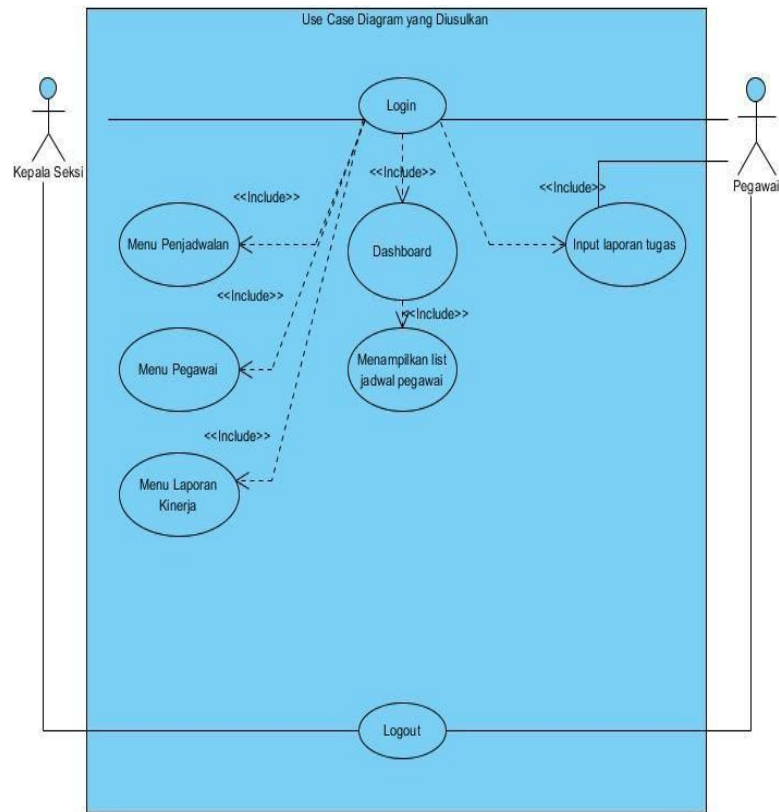 Use Case Diagram yang Diusulkan
Login
Kepala Seksi
Pegawai
<<Include>>
<<Include>>
<<Include>>
Menu Penjadwalan
Dashboard
Input laporan tugas
<<Include>>
<<Include>>
Menu Pegawai
Menampilkan list
jadwal pegawai
<<Include>>
Menu Laporan
Kinerja
Logout